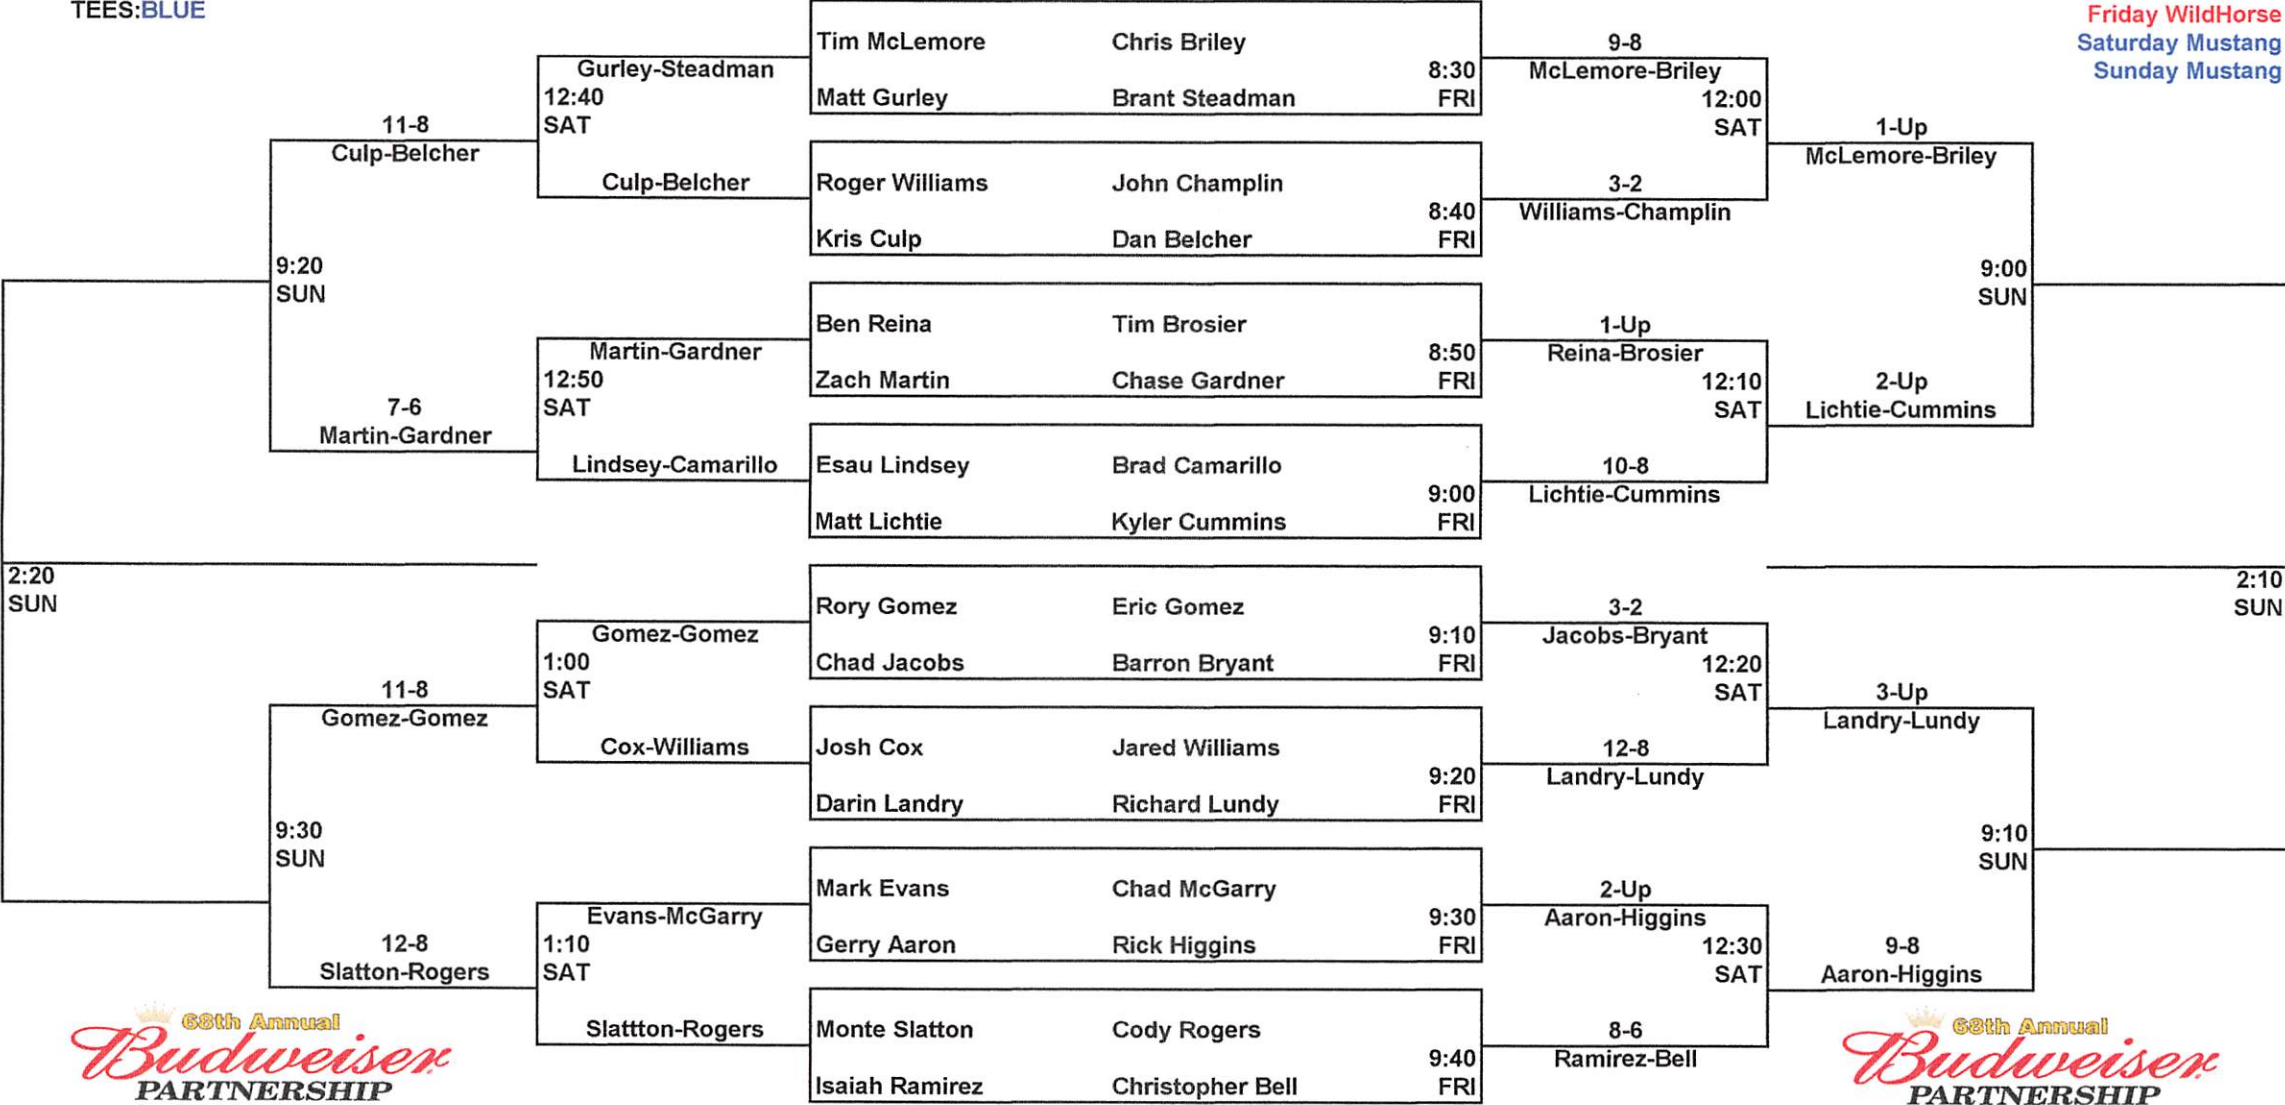 TEES:BLUE
Friday WildHorse
Saturday Mustang
Sunday Mustang
11-8
Culp-Belcher
9:20
SUN
7-6
Martin-Gardner
2:20
SUN
11-8
Gomez-Gomez
9:30
SUN
12-8
Slatton-Rogers
Gurley-Steadman
12:40
SAT
Culp-Belcher
Martin-Gardner
12:50
SAT
Lindsey-Camarillo
Gomez-Gomez
1:00
SAT
Cox-Williams
Evans-McGarry
1:10
SAT
Slattton-Rogers
Tim McLemore Chris Briley
8:30
Matt Gurley Brant Steadman FRI
Roger Williams John Champlin
8:40
Kris Culp Dan Belcher FRI
Ben Reina Tim Brosier
8:50
Zach Martin Chase Gardner FRI
Esau Lindsey Brad Camarillo
9:00
Matt Lichtie Kyler Cummins FRI
Rory Gomez Eric Gomez
9:10
Chad Jacobs Barron Bryant FRI
Josh Cox Jared Williams
9:20
Darin Landry Richard Lundy FRI
Mark Evans Chad McGarry
9:30
Gerry Aaron Rick Higgins FRI
Monte Slatton Cody Rogers
9:40
Isaiah Ramirez Christopher Bell FRI
9-8
McLemore-Briley
12:00
SAT
3-2
Williams-Champlin
1-Up
Reina-Brosier
12:10
SAT
10-8
Lichtie-Cummins
3-2
Jacobs-Bryant
12:20
SAT
12-8
Landry-Lundy
2-Up
Aaron-Higgins
12:30
SAT
8-6
Ramirez-Bell
1-Up
McLemore-Briley
9:00
SUN
2-Up
Lichtie-Cummins
2:10
SUN
3-Up
Landry-Lundy
9:10
SUN
9-8
Aaron-Higgins
68th Annual
Budweiser
PARTNERSHIP
68th Annual
Budweiser
PARTNERSHIP